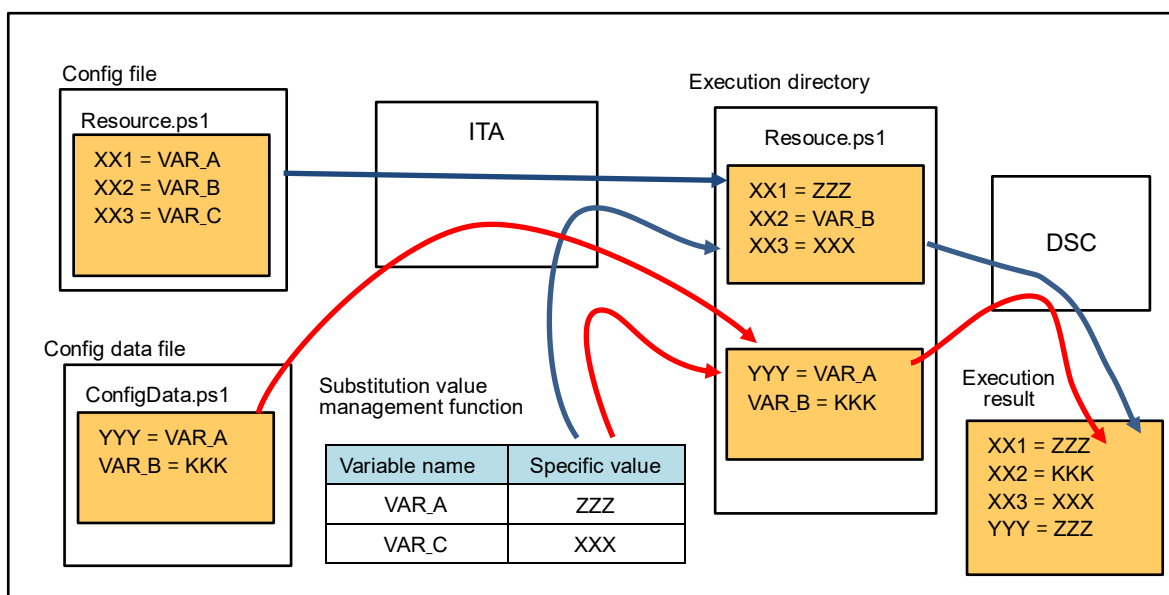 Config file
Resource.ps1
XX1 = VAR_A
XX2 = VAR_B
XX3 = VAR_C
ITA
Execution directory
Resouce.ps1
XX1 = ZZZ
XX2 = VAR_B
XX3 = XXX
DSC
Config data file
ConfigData.ps1
YYY = VAR_A
VAR_B = KKK
Substitution value
management function
Variable name Specific value
VAR_A ZZZ
VAR_C XXX
YYY = VAR_A
VAR_B = KKK
Execution
result
XX1 = ZZZ
XX2 = KKK
XX3 = XXX
YYY = ZZZ